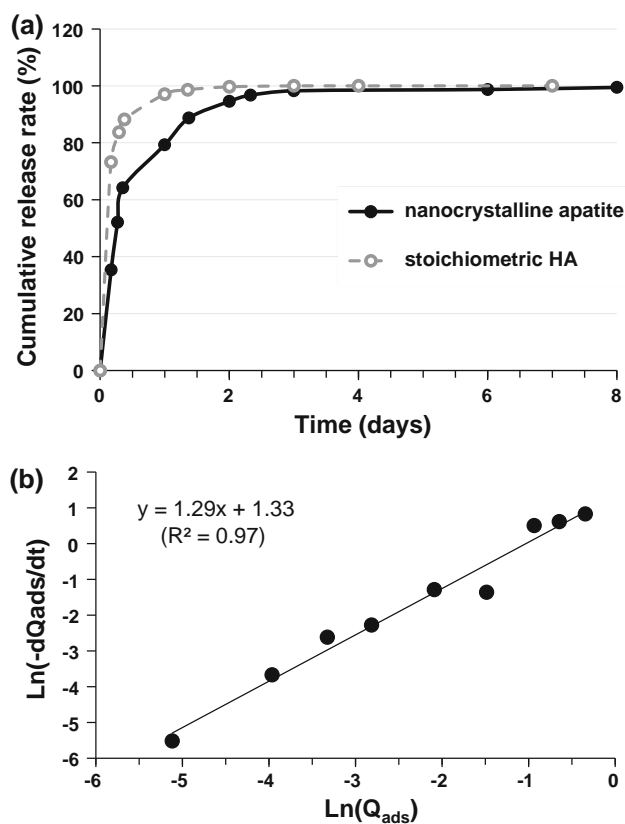 (a)
Cumulative release rate (%)
120
100
80
60
40
20
0
nanocrystalline apatite
stoichiometric HA
0 2 4 6 8
Time (days)
(b)
Ln(-dQads/dt)
2
1
0
-1
-2
-3
-4
-5
-6
y = 1.29x + 1.33
(R² = 0.97)
-6 -5 -4 -3 -2 -1 0
Ln(Qads)